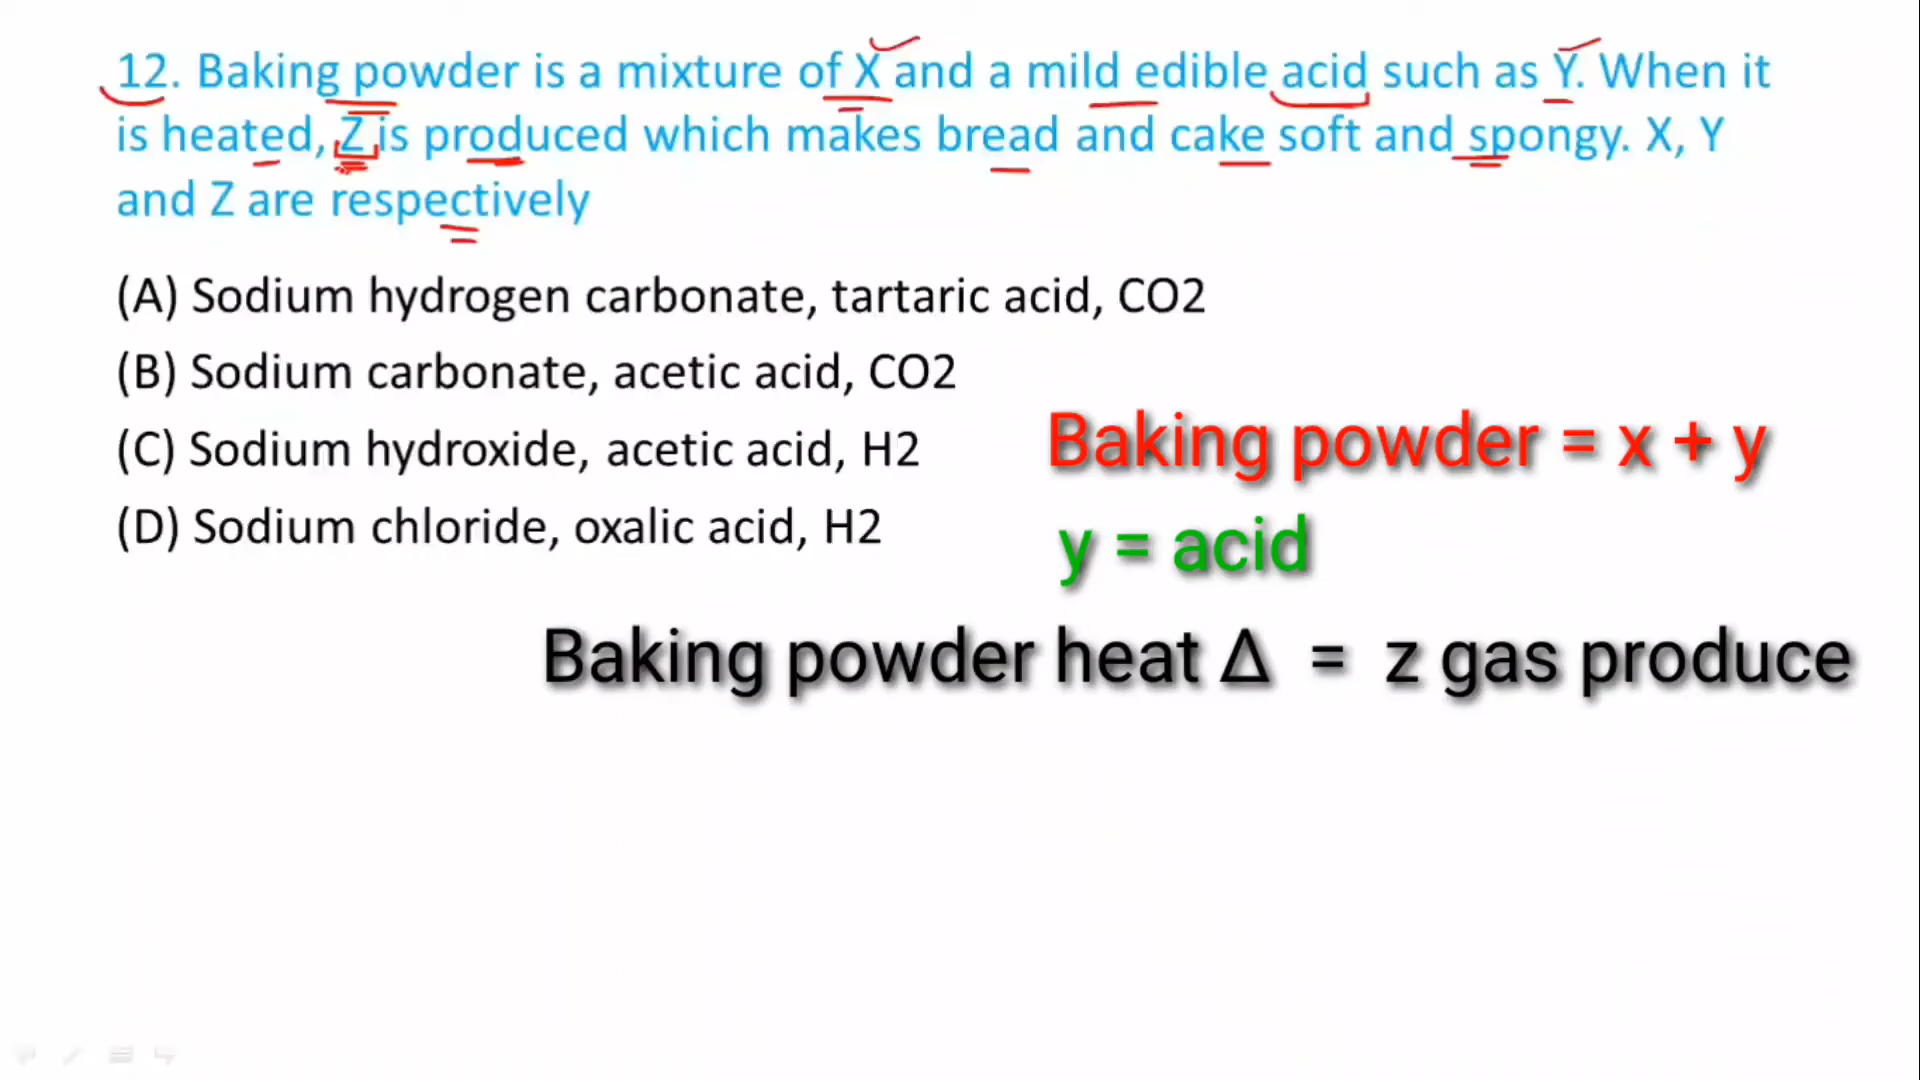 12. Baking powder is a mixture of X and a mild edible acid such as Y. When it
is heated, Z is produced which makes bread and cake soft and spongy. X, Y
and Z are respectively
(A) Sodium hydrogen carbonate, tartaric acid, CO2
(B) Sodium carbonate, acetic acid, CO2
(C) Sodium hydroxide, acetic acid, H2
(D) Sodium chloride, oxalic acid, H2
Baking powder = x + y
y = acid
Baking powder heat Δ = z gas produce